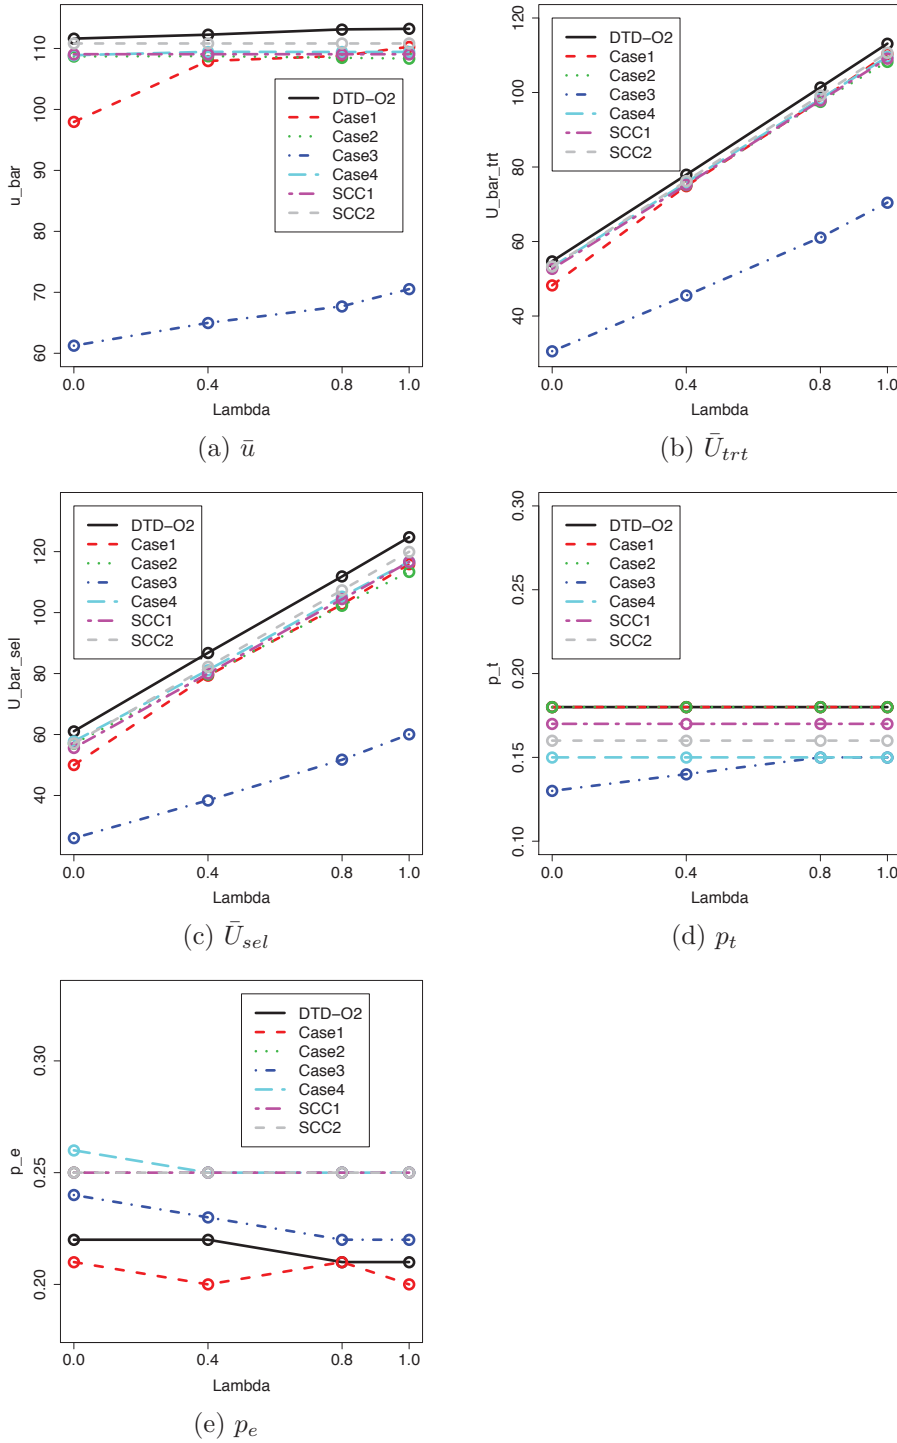 u_bar
60 70 80 90 100 110
DTD-O2
Case1
Case2
Case3
Case4
SCC1
SCC2
0.0 0.4 0.8 1.0
Lambda
(a) ū
U_bar_trt
40 60 80 100 120
DTD-O2
Case1
Case2
Case3
Case4
SCC1
SCC2
0.0 0.4 0.8 1.0
Lambda
(b) Ū_trt
U_bar_sel
40 60 80 100 120
DTD-O2
Case1
Case2
Case3
Case4
SCC1
SCC2
0.0 0.4 0.8 1.0
Lambda
(c) Ū_sel
p_t
0.10 0.15 0.20 0.25 0.30
DTD-O2
Case1
Case2
Case3
Case4
SCC1
SCC2
0.0 0.4 0.8 1.0
Lambda
(d) p_t
p_e
0.20 0.25 0.30
DTD-O2
Case1
Case2
Case3
Case4
SCC1
SCC2
0.0 0.4 0.8 1.0
Lambda
(e) p_e